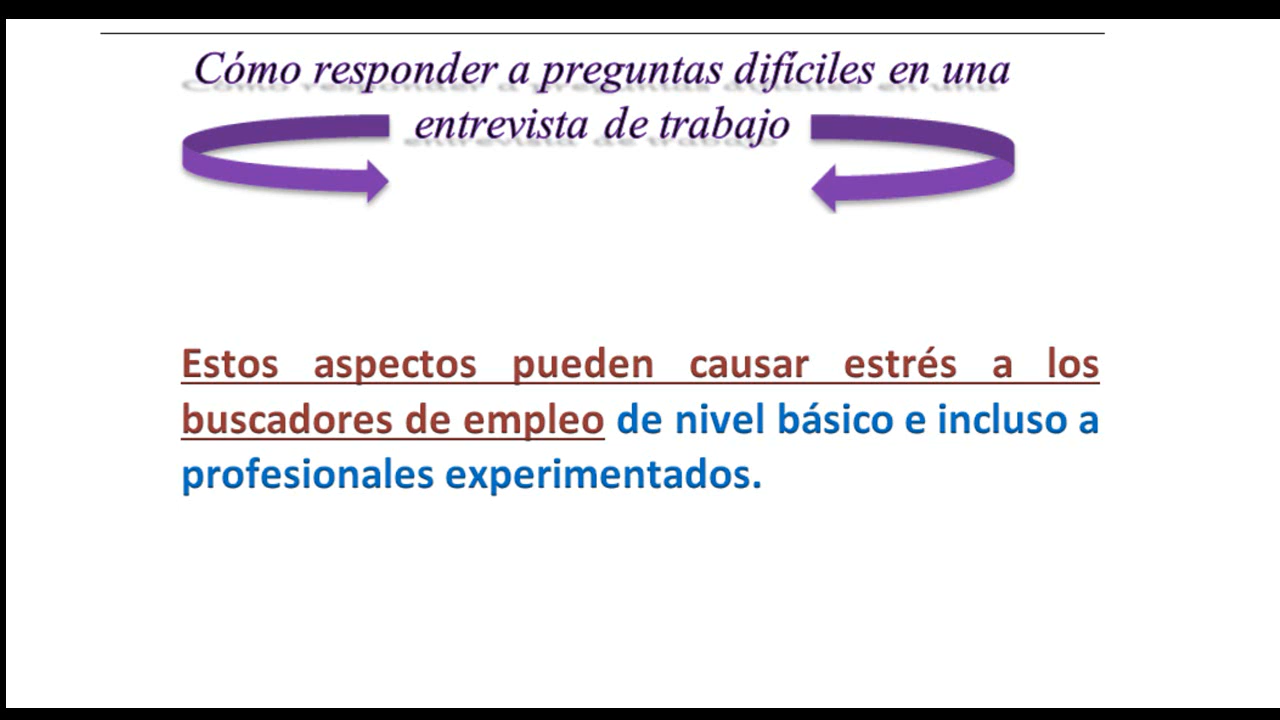 Cómo responder a preguntas difíciles en una
entrevista de trabajo
Estos aspectos pueden causar estrés a los
buscadores de empleo de nivel básico e incluso a
profesionales experimentados.